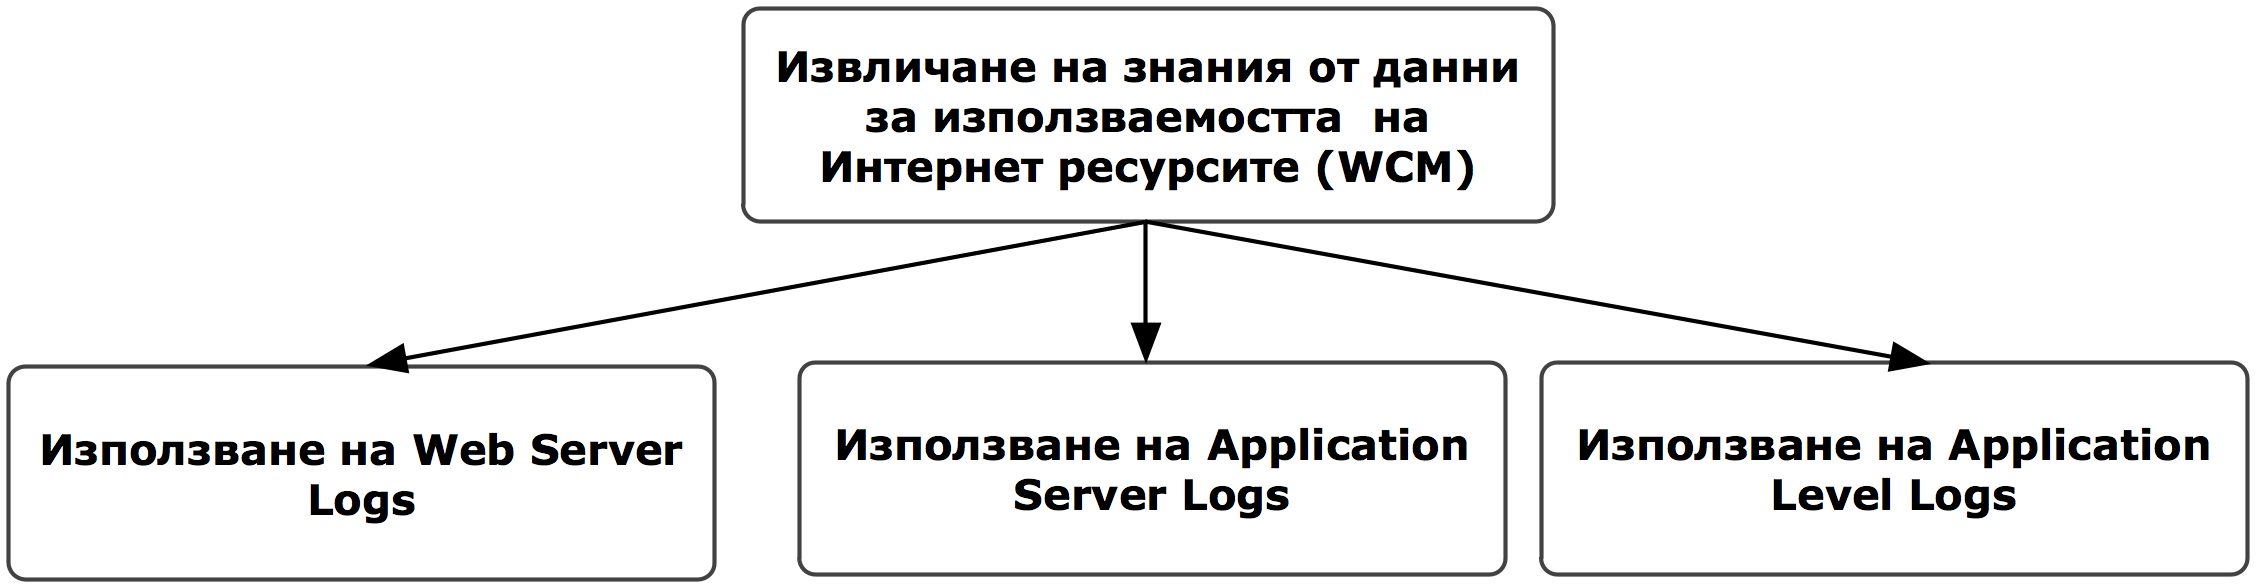 Извличане на знания от данни
за използваемостта на
Интернет ресурсите (WCM)
Използване на Web Server
Logs
Използване на Application
Server Logs
Използване на Application
Level Logs